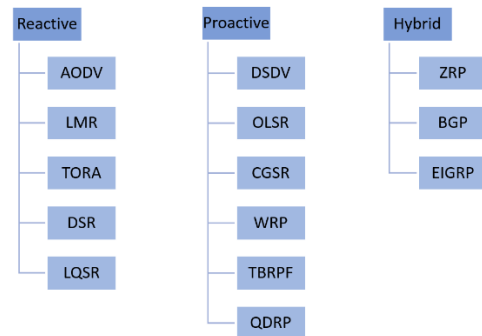 Reactive
AODV
LMR
TORA
DSR
LQSR
Proactive
DSDV
OLSR
CGSR
WRP
TBRPF
QDRP
Hybrid
ZRP
BGP
EIGRP